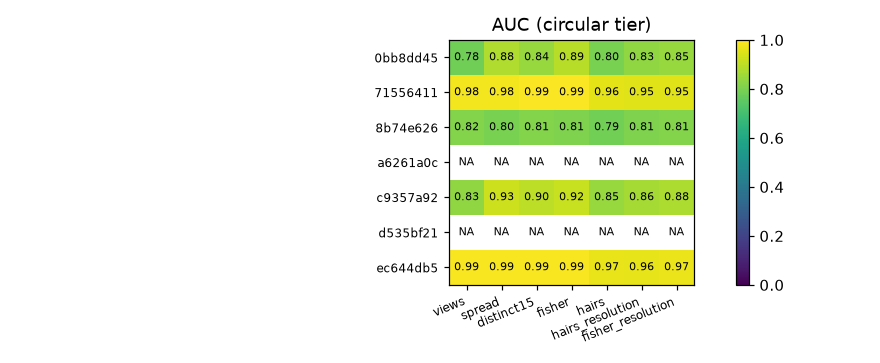 AUC (circular tier)
0bb8dd45 0.78 0.88 0.84 0.89 0.80 0.83 0.85
71556411 0.98 0.98 0.99 0.99 0.96 0.95 0.95
8b74e626 0.82 0.80 0.81 0.81 0.79 0.81 0.81
a6261a0c NA NA NA NA NA NA NA
c9357a92 0.83 0.93 0.90 0.92 0.85 0.86 0.88
d535bf21 NA NA NA NA NA NA NA
ec644db5 0.99 0.99 0.99 0.99 0.97 0.96 0.97
views spread distinct15 fisher hairs hairs_resolution fisher_resolution
1.0
0.8
0.6
0.4
0.2
0.0